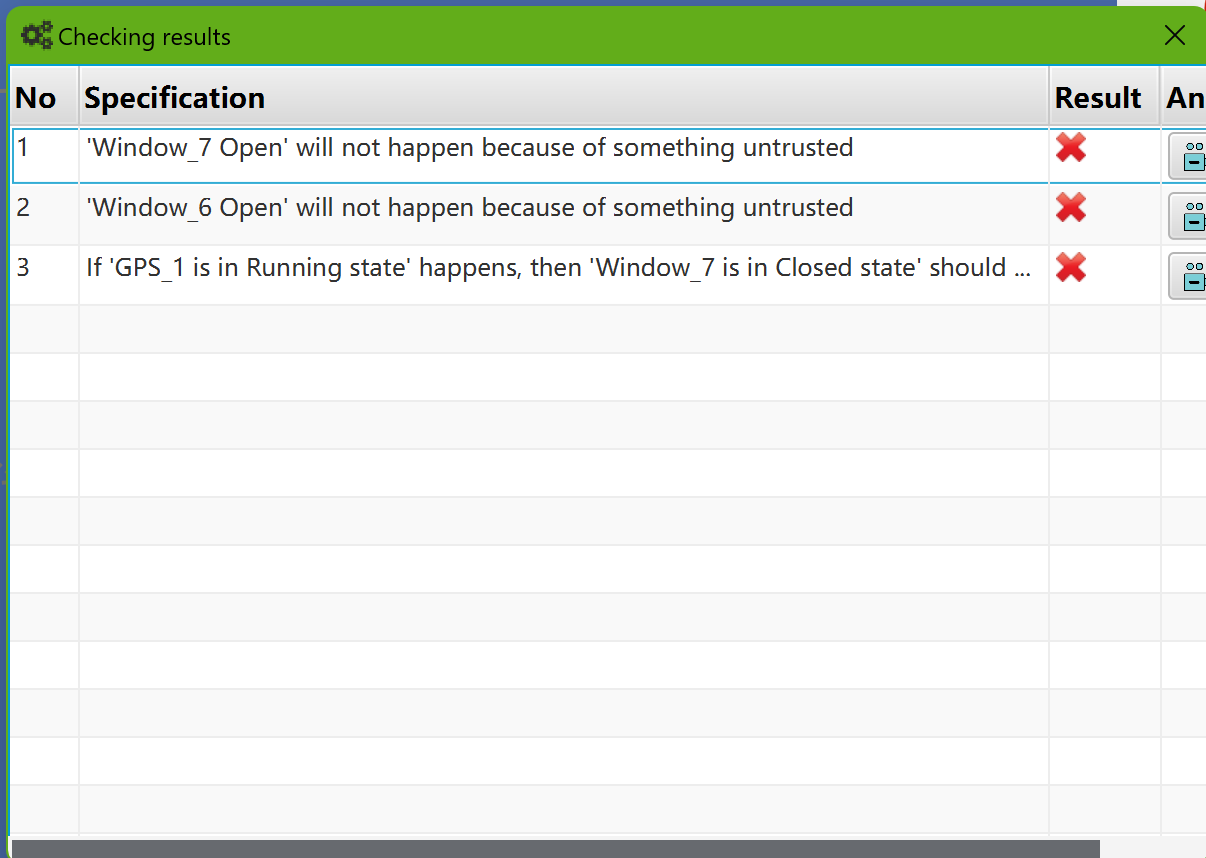 Checking results
No Specification Result An
1 'Window_7 Open' will not happen because of something untrusted
2 'Window_6 Open' will not happen because of something untrusted
3 If 'GPS_1 is in Running state' happens, then 'Window_7 is in Closed state' should ...